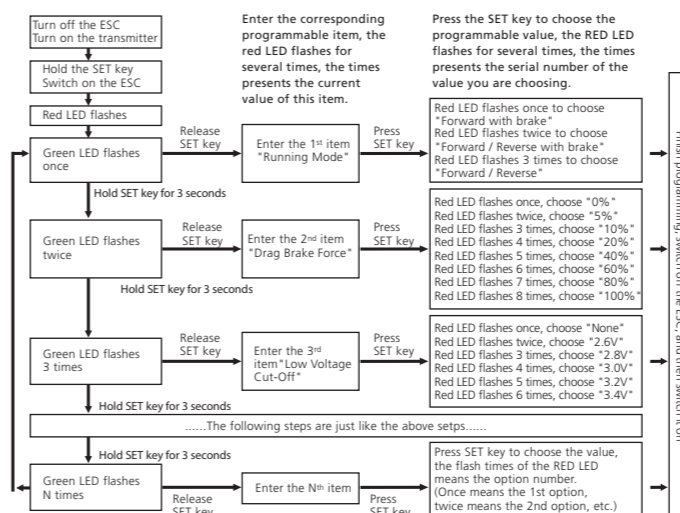 Turn off the ESC
Turn on the transmitter
Hold the SET key
Switch on the ESC
Red LED flashes
Enter the corresponding
programmable item, the
red LED flashes for
several times, the times
presents the current
value of this item.
Press the SET key to choose the
programmable value, the RED LED
flashes for several times, the times
presents the serial number of the
value you are choosing.
Green LED flashes
once
Release
SET key
Enter the 1st item
"Running Mode"
Press
SET key
Red LED flashes once to choose
"Forward with brake"
Red LED flashes twice to choose
"Forward / Reverse with brake"
Red LED flashes 3 times to choose
"Forward / Reverse"
Hold SET key for 3 seconds
Green LED flashes
twice
Release
SET key
Enter the 2nd item
"Drag Brake Force"
Press
SET key
Red LED flashes once, choose "0%"
Red LED flashes twice, choose "5%"
Red LED flashes 3 times, choose "10%"
Red LED flashes 4 times, choose "20%"
Red LED flashes 5 times, choose "40%"
Red LED flashes 6 times, choose "60%"
Red LED flashes 7 times, choose "80%"
Red LED flashes 8 times, choose "100%"
Hold SET key for 3 seconds
Green LED flashes
3 times
Release
SET key
Enter the 3rd
item"Low Voltage
Cut-Off"
Press
SET key
Red LED flashes once, choose "None"
Red LED flashes twice, choose "2.6V"
Red LED flashes 3 times, choose "2.8V"
Red LED flashes 4 times, choose "3.0V"
Red LED flashes 5 times, choose "3.2V"
Red LED flashes 6 times, choose "3.4V"
Hold SET key for 3 seconds
......The following steps are just like the above setps......
Hold SET key for 3 seconds
Green LED flashes
N times
Release
SET key
Enter the Nth item
Press
SET key
Press SET key to choose the value,
the flash times of the RED LED
means the option number.
(Once means the 1st option,
twice means the 2nd option, etc.)
Finish programming, switch off the ESC, and then switch it on